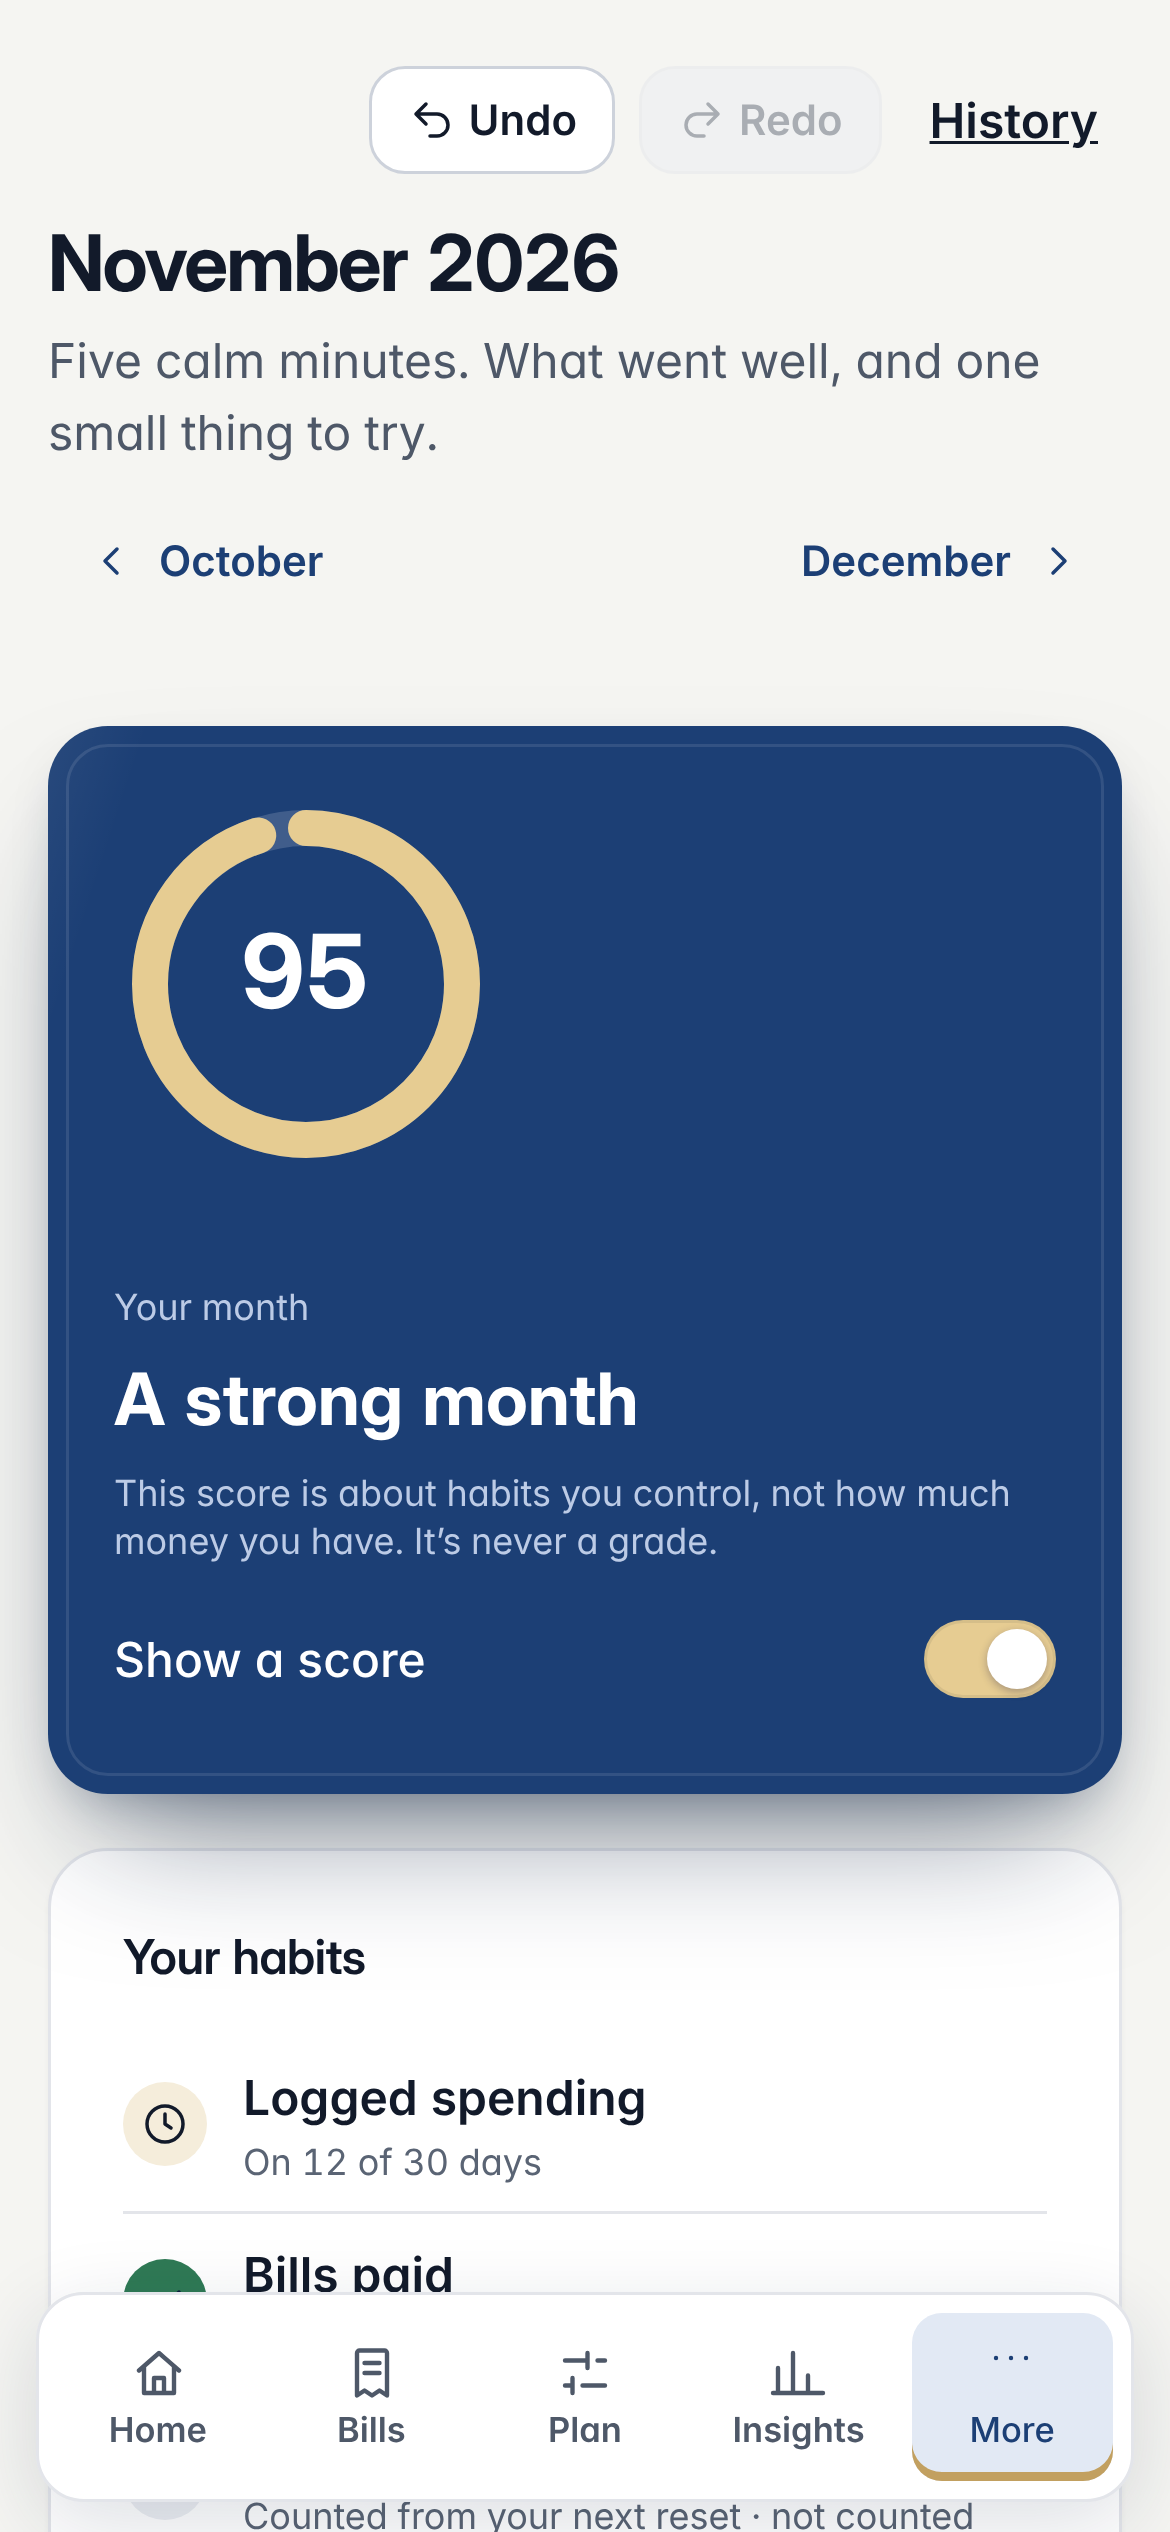 Undo
Redo
History
November 2026
Five calm minutes. What went well, and one
small thing to try.
October
December
95
Your month
A strong month
This score is about habits you control, not how much
money you have. It’s never a grade.
Show a score
Your habits
Logged spending
On 12 of 30 days
Bills paid
Home
Bills
Plan
Insights
More
Counted from your next reset · not counted